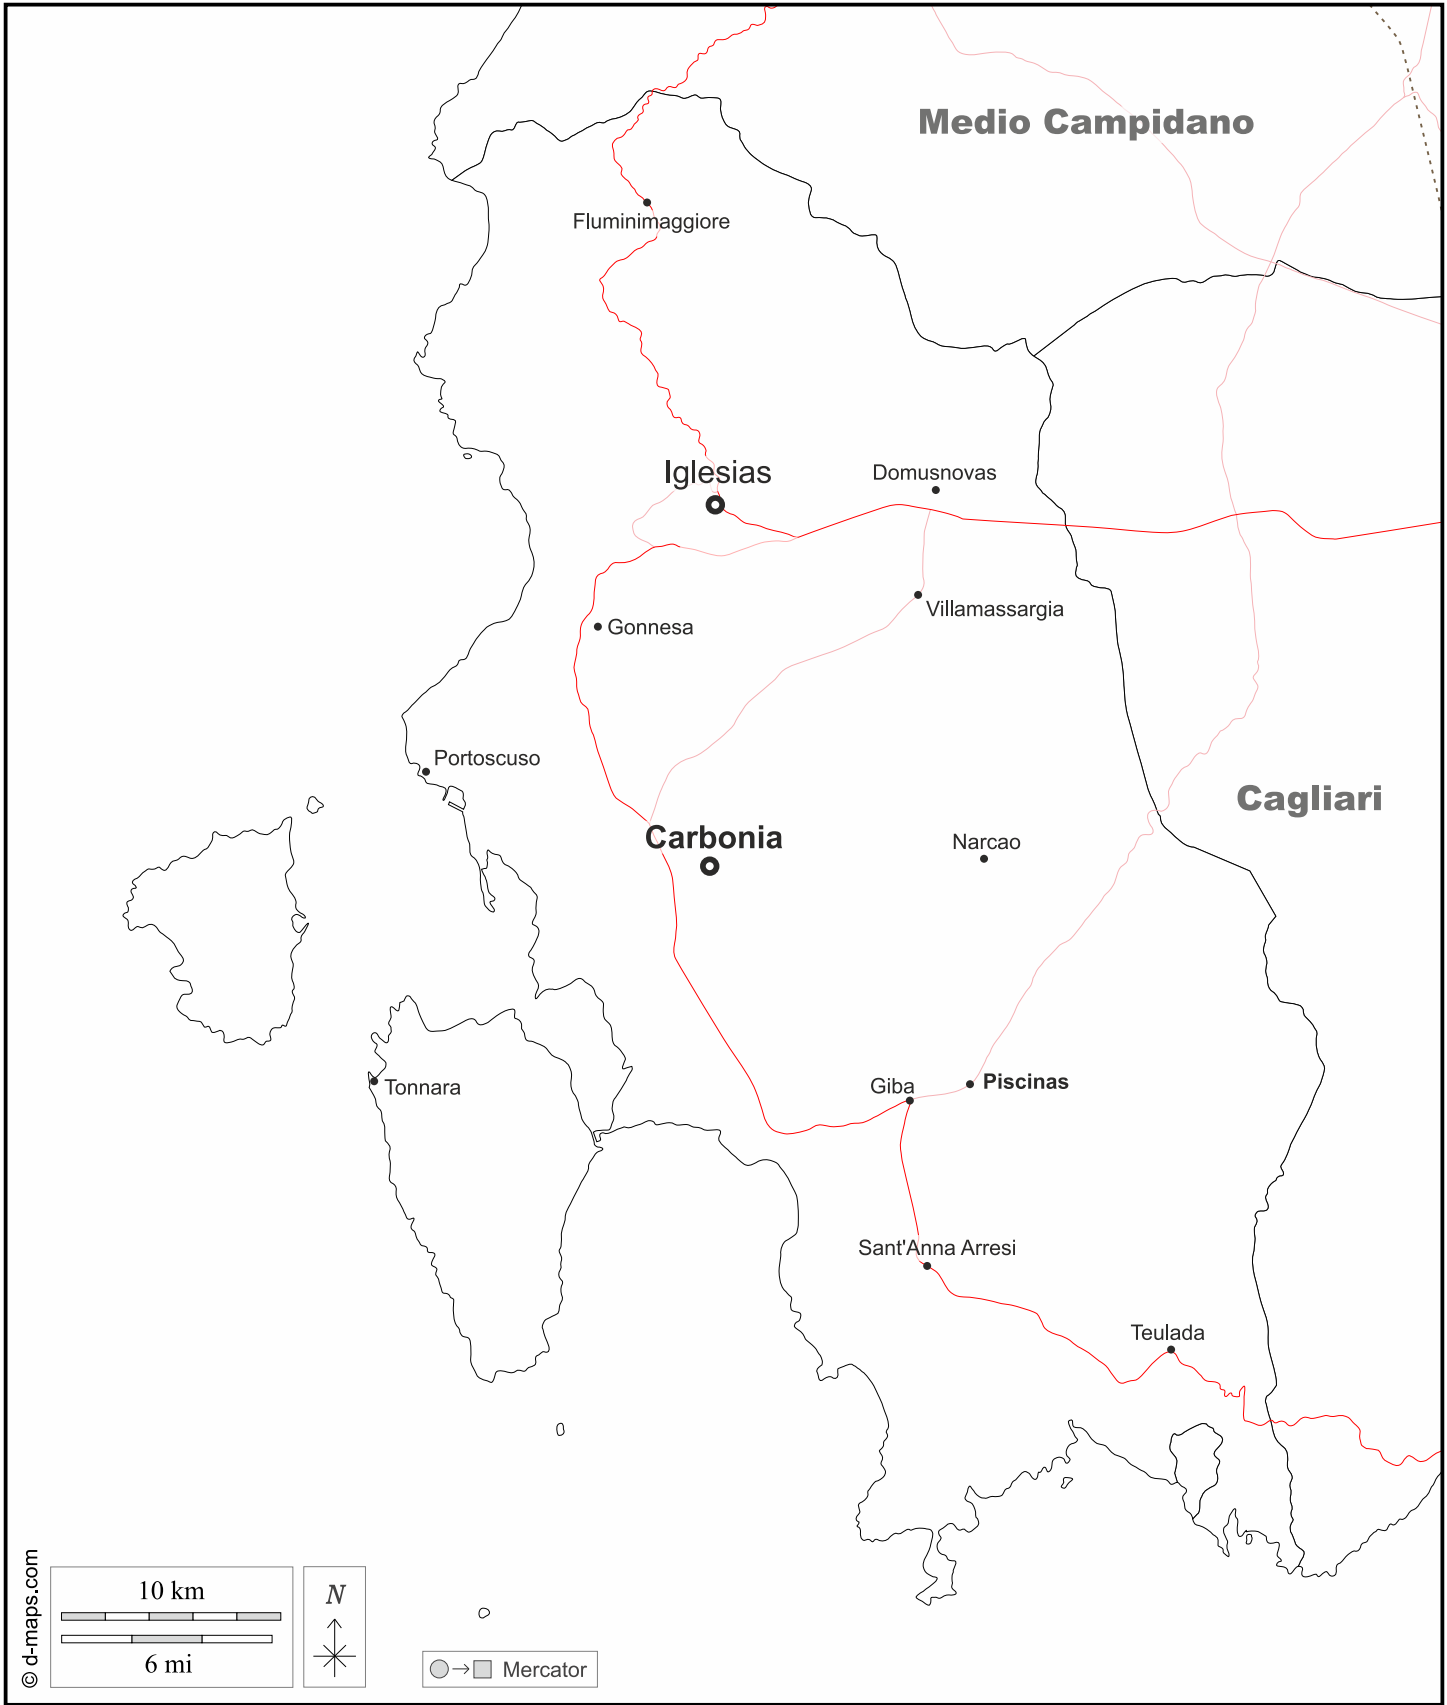 Medio Campidano
Fluminimaggiore
Iglesias
Domusnovas
Villamassargia
Gonnesa
Portoscuso
Cagliari
Carbonia
Narcao
Tonnara
Giba
Piscinas
Sant'Anna Arresi
Teulada
© d-maps.com
10 km
6 mi
N
Mercator